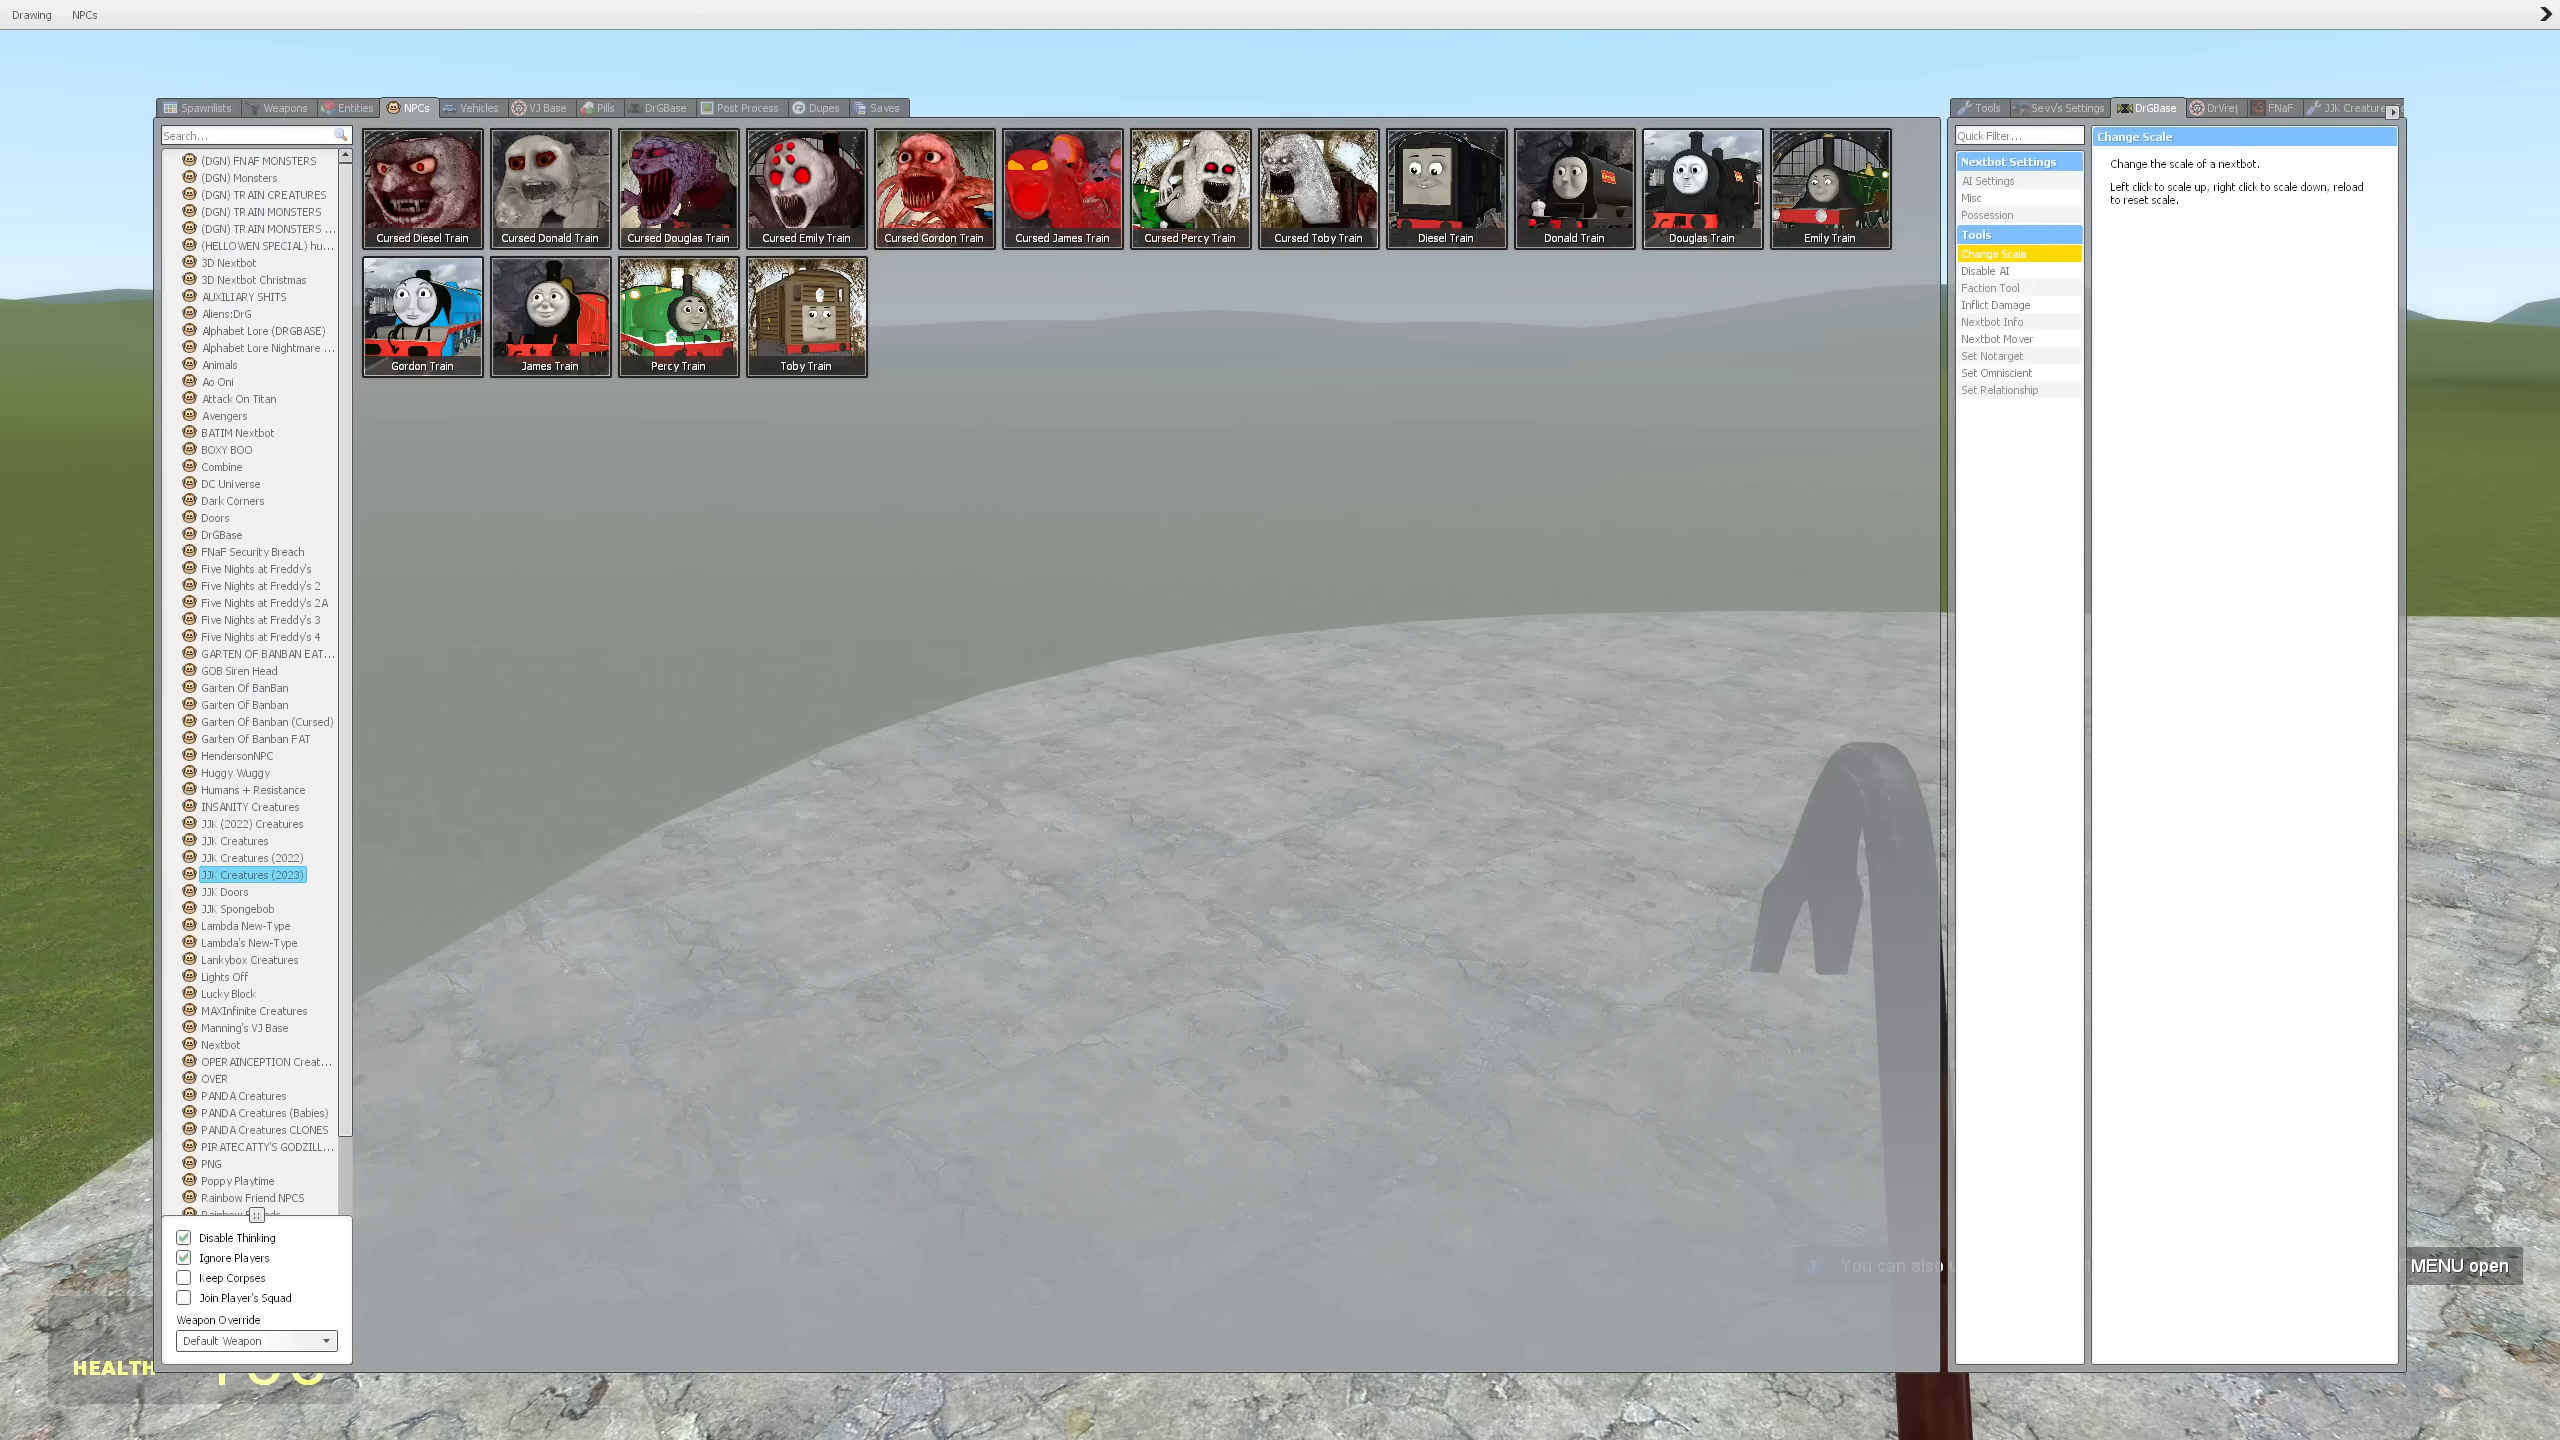 Drawing NPCs
Spawnlists Weapons Entities NPCs Vehicles VJ Base Pills DrGBase Post Process Dupes Saves
Search...
(DGN) FNAF MONSTERS
(DGN) Monsters
(DGN) TRAIN CREATURES
(DGN) TRAIN MONSTERS
(DGN) TRAIN MONSTERS ...
(HELLOWEN SPECIAL) hu...
3D Nextbot
3D Nextbot Christmas
AUXILIARY SHITS
Aliens:DrG
Alphabet Lore (DRGBASE)
Alphabet Lore Nightmare ...
Animals
Ao Oni
Attack On Titan
Avengers
BATIM Nextbot
BOXY BOO
Combine
DC Universe
Dark Corners
Doors
DrGBase
FNaF Security Breach
Five Nights at Freddy's
Five Nights at Freddy's 2
Five Nights at Freddy's 2A
Five Nights at Freddy's 3
Five Nights at Freddy's 4
GARTEN OF BANBAN EAT...
GOB Siren Head
Garten Of BanBan
Garten Of Banban
Garten Of Banban (Cursed)
Garten Of Banban FAT
HendersonNPC
Huggy Wuggy
Humans + Resistance
INSANITY Creatures
JJK (2022) Creatures
JJK Creatures
JJK Creatures (2022)
JJK Creatures (2023)
JJK Doors
JJK Spongebob
Lambda New-Type
Lambda's New-Type
Lankybox Creatures
Lights Off
Lucky Block
MAXInfinite Creatures
Manning's VJ Base
Nextbot
OPERAINCEPTION Creat...
OVER
PANDA Creatures
PANDA Creatures (Babies)
PANDA Creatures CLONES
PIRATECATTY'S GODZILL...
PNG
Poppy Playtime
Rainbow Friend NPCS
Disable Thinking
Ignore Players
Keep Corpses
Join Player's Squad
Weapon Override
Default Weapon
HEALTH
100
Cursed Diesel Train Cursed Donald Train Cursed Douglas Train Cursed Emily Train Cursed Gordon Train Cursed James Train Cursed Percy Train Cursed Toby Train Diesel Train Donald Train Douglas Train Emily Train
Gordon Train James Train Percy Train Toby Train
You can also
MENU open
Tools Sevv's Settings DrGBase DrVrej FNaF JJK Creature
Quick Filter...
Nextbot Settings
AI Settings
Misc
Possession
Tools
Change Scale
Disable AI
Faction Tool
Inflict Damage
Nextbot Info
Nextbot Mover
Set Notarget
Set Omniscient
Set Relationship
Change Scale
Change the scale of a nextbot.
Left click to scale up, right click to scale down, reload
to reset scale.